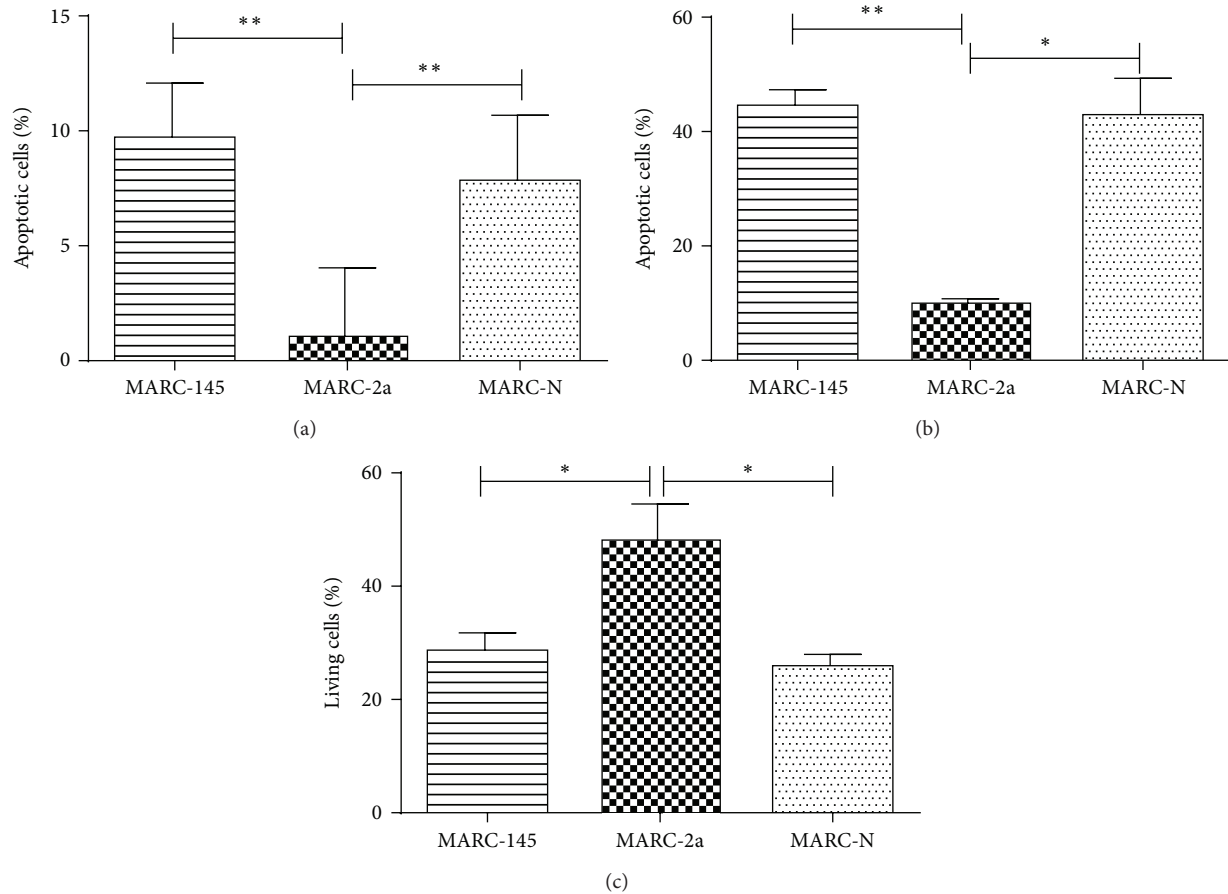 Apoptotic cells (%)
15
10
5
0
**
**
MARC-145 MARC-2a MARC-N
(a)
Apoptotic cells (%)
60
40
20
0
**
*
MARC-145 MARC-2a MARC-N
(b)
Living cells (%)
60
40
20
0
*
*
MARC-145 MARC-2a MARC-N
(c)